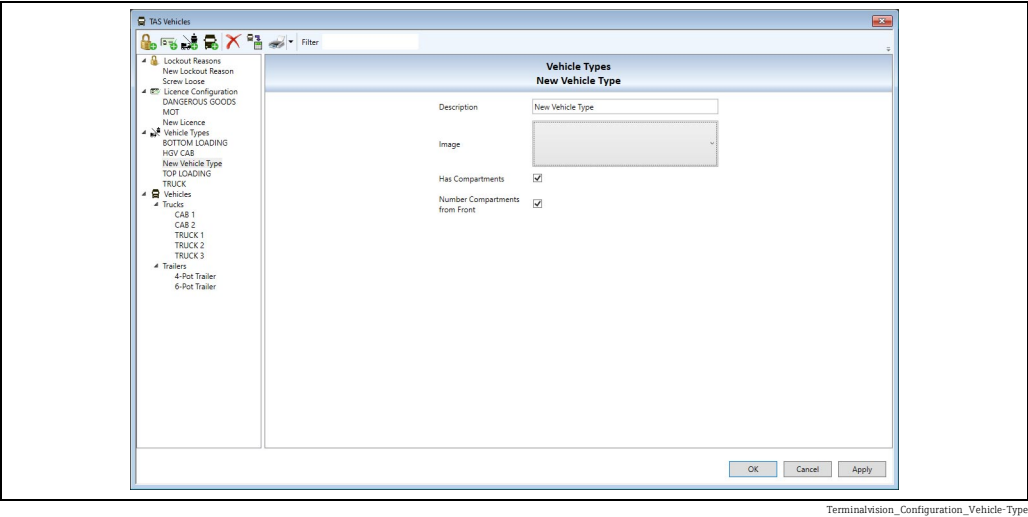 TAS Vehicles
Filter
Lockout Reasons
New Lockout Reason
Screw Loose
Licence Configuration
DANGEROUS GOODS
MOT
New Licence
Vehicle Types
BOTTOM LOADING
HGV CAB
New Vehicle Type
TOP LOADING
TRUCK
Vehicles
Trucks
CAB 1
CAB 2
TRUCK 1
TRUCK 2
TRUCK 3
Trailers
4-Pot Trailer
6-Pot Trailer
Vehicle Types
New Vehicle Type
Description New Vehicle Type
Image
Has Compartments
Number Compartments
from Front
OK Cancel Apply
Terminalvision_Configuration_Vehicle-Type